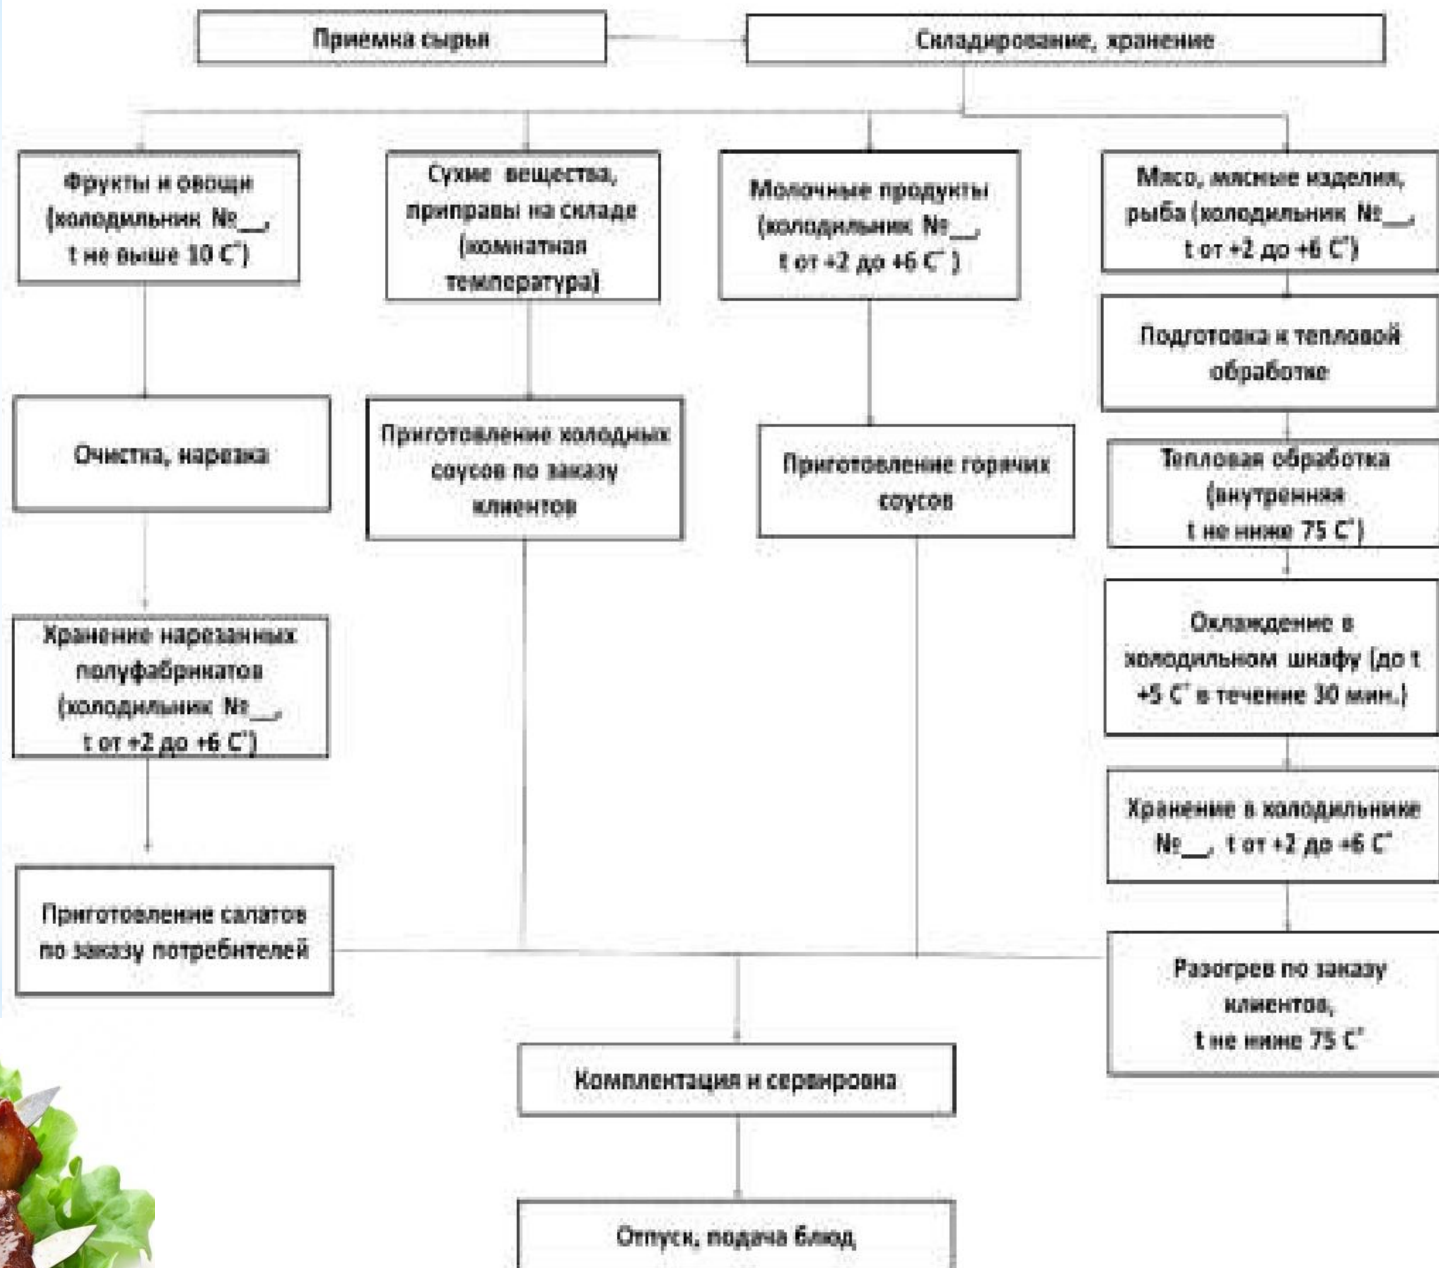 Приемка сырья
Складирование, хранение
Фрукты и овощи
(холодильник №__,
t не выше 10 С˚)
Сухие вещества,
приправы на складе
(комнатная
температура)
Молочные продукты
(холодильник №__,
t от +2 до +6 С˚ )
Мясо, мясные изделия,
рыба (холодильник №__,
t от +2 до +6 С˚)
Подготовка к тепловой
обработке
Очистка, нарезка
Приготовление холодных
соусов по заказу
клиентов
Приготовление горячих
соусов
Тепловая обработка
(внутренняя
t не ниже 75 С˚)
Охлаждение в
холодильном шкафу (до t
+5 С˚ в течение 30 мин.)
Хранение нарезанных
полуфабрикатов
(холодильник №__,
t от +2 до +6 С˚)
Хранение в холодильнике
№__, t от +2 до +6 С˚
Приготовление салатов
по заказу потребителей
Разогрев по заказу
клиентов,
t не ниже 75 С˚
Комплектация и сервировка
Отпуск, подача блюд